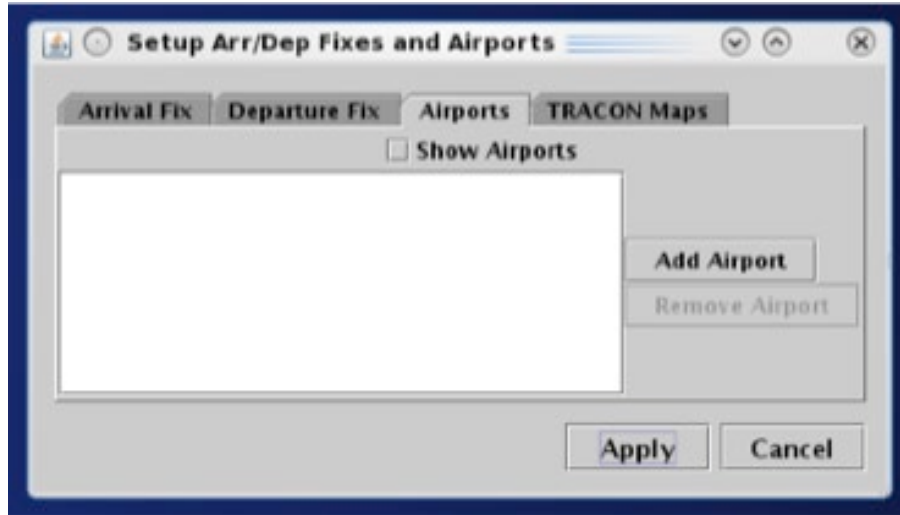 Setup Arr/Dep Fixes and Airports
Arrival Fix Departure Fix Airports TRACON Maps
Show Airports
Add Airport
Remove Airport
Apply Cancel